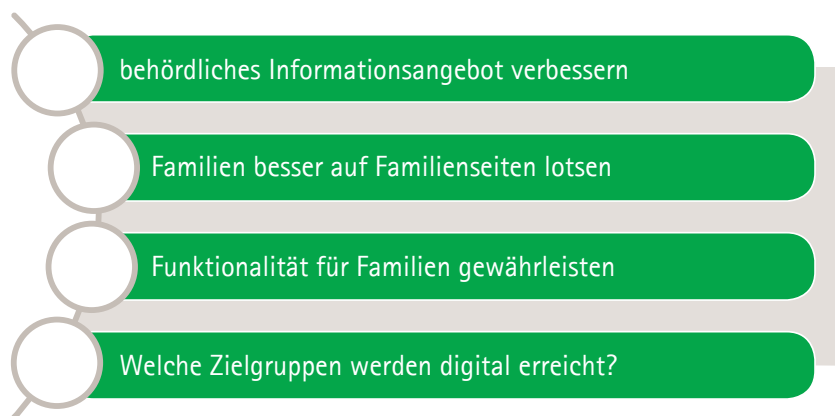 behördliches Informationsangebot verbessern
Familien besser auf Familienseiten lotsen
Funktionalität für Familien gewährleisten
Welche Zielgruppen werden digital erreicht?